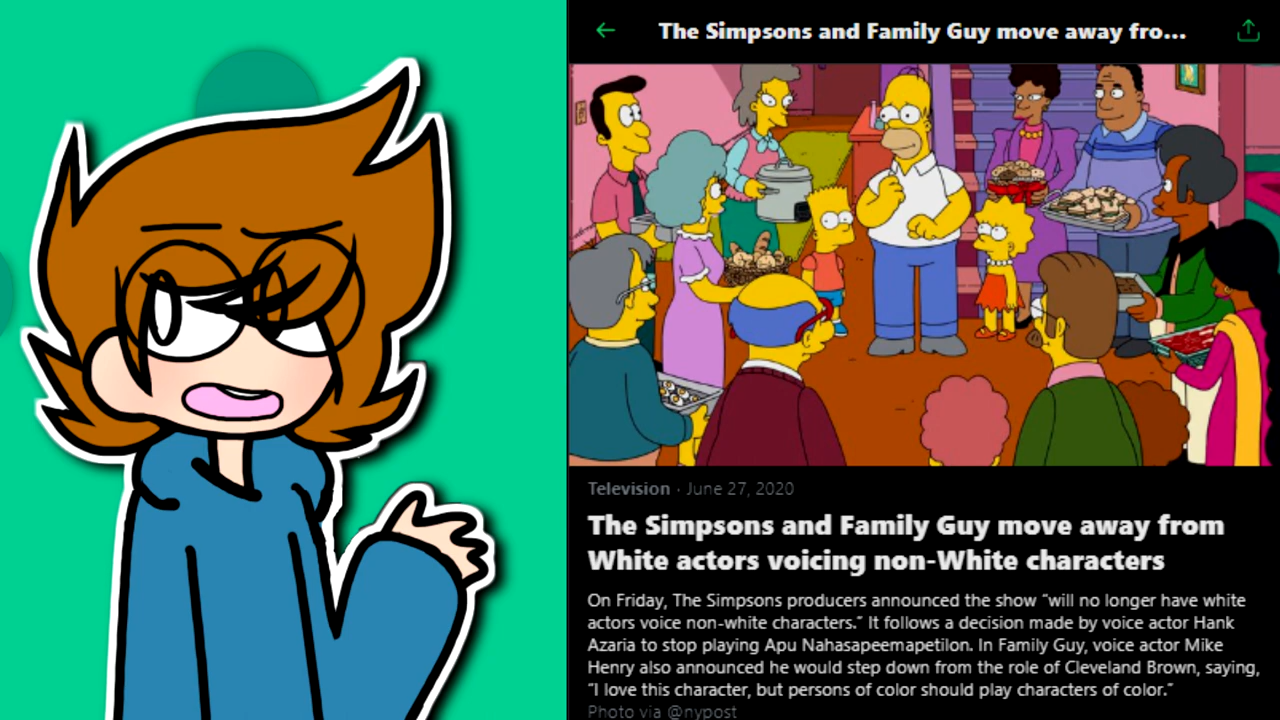 The Simpsons and Family Guy move away fro...
Television · June 27, 2020
The Simpsons and Family Guy move away from
White actors voicing non-White characters
On Friday, The Simpsons producers announced the show “will no longer have white
actors voice non-white characters.” It follows a decision made by voice actor Hank
Azaria to stop playing Apu Nahasapeemapetilon. In Family Guy, voice actor Mike
Henry also announced he would step down from the role of Cleveland Brown, saying,
“I love this character, but persons of color should play characters of color.”
Photo via @nypost